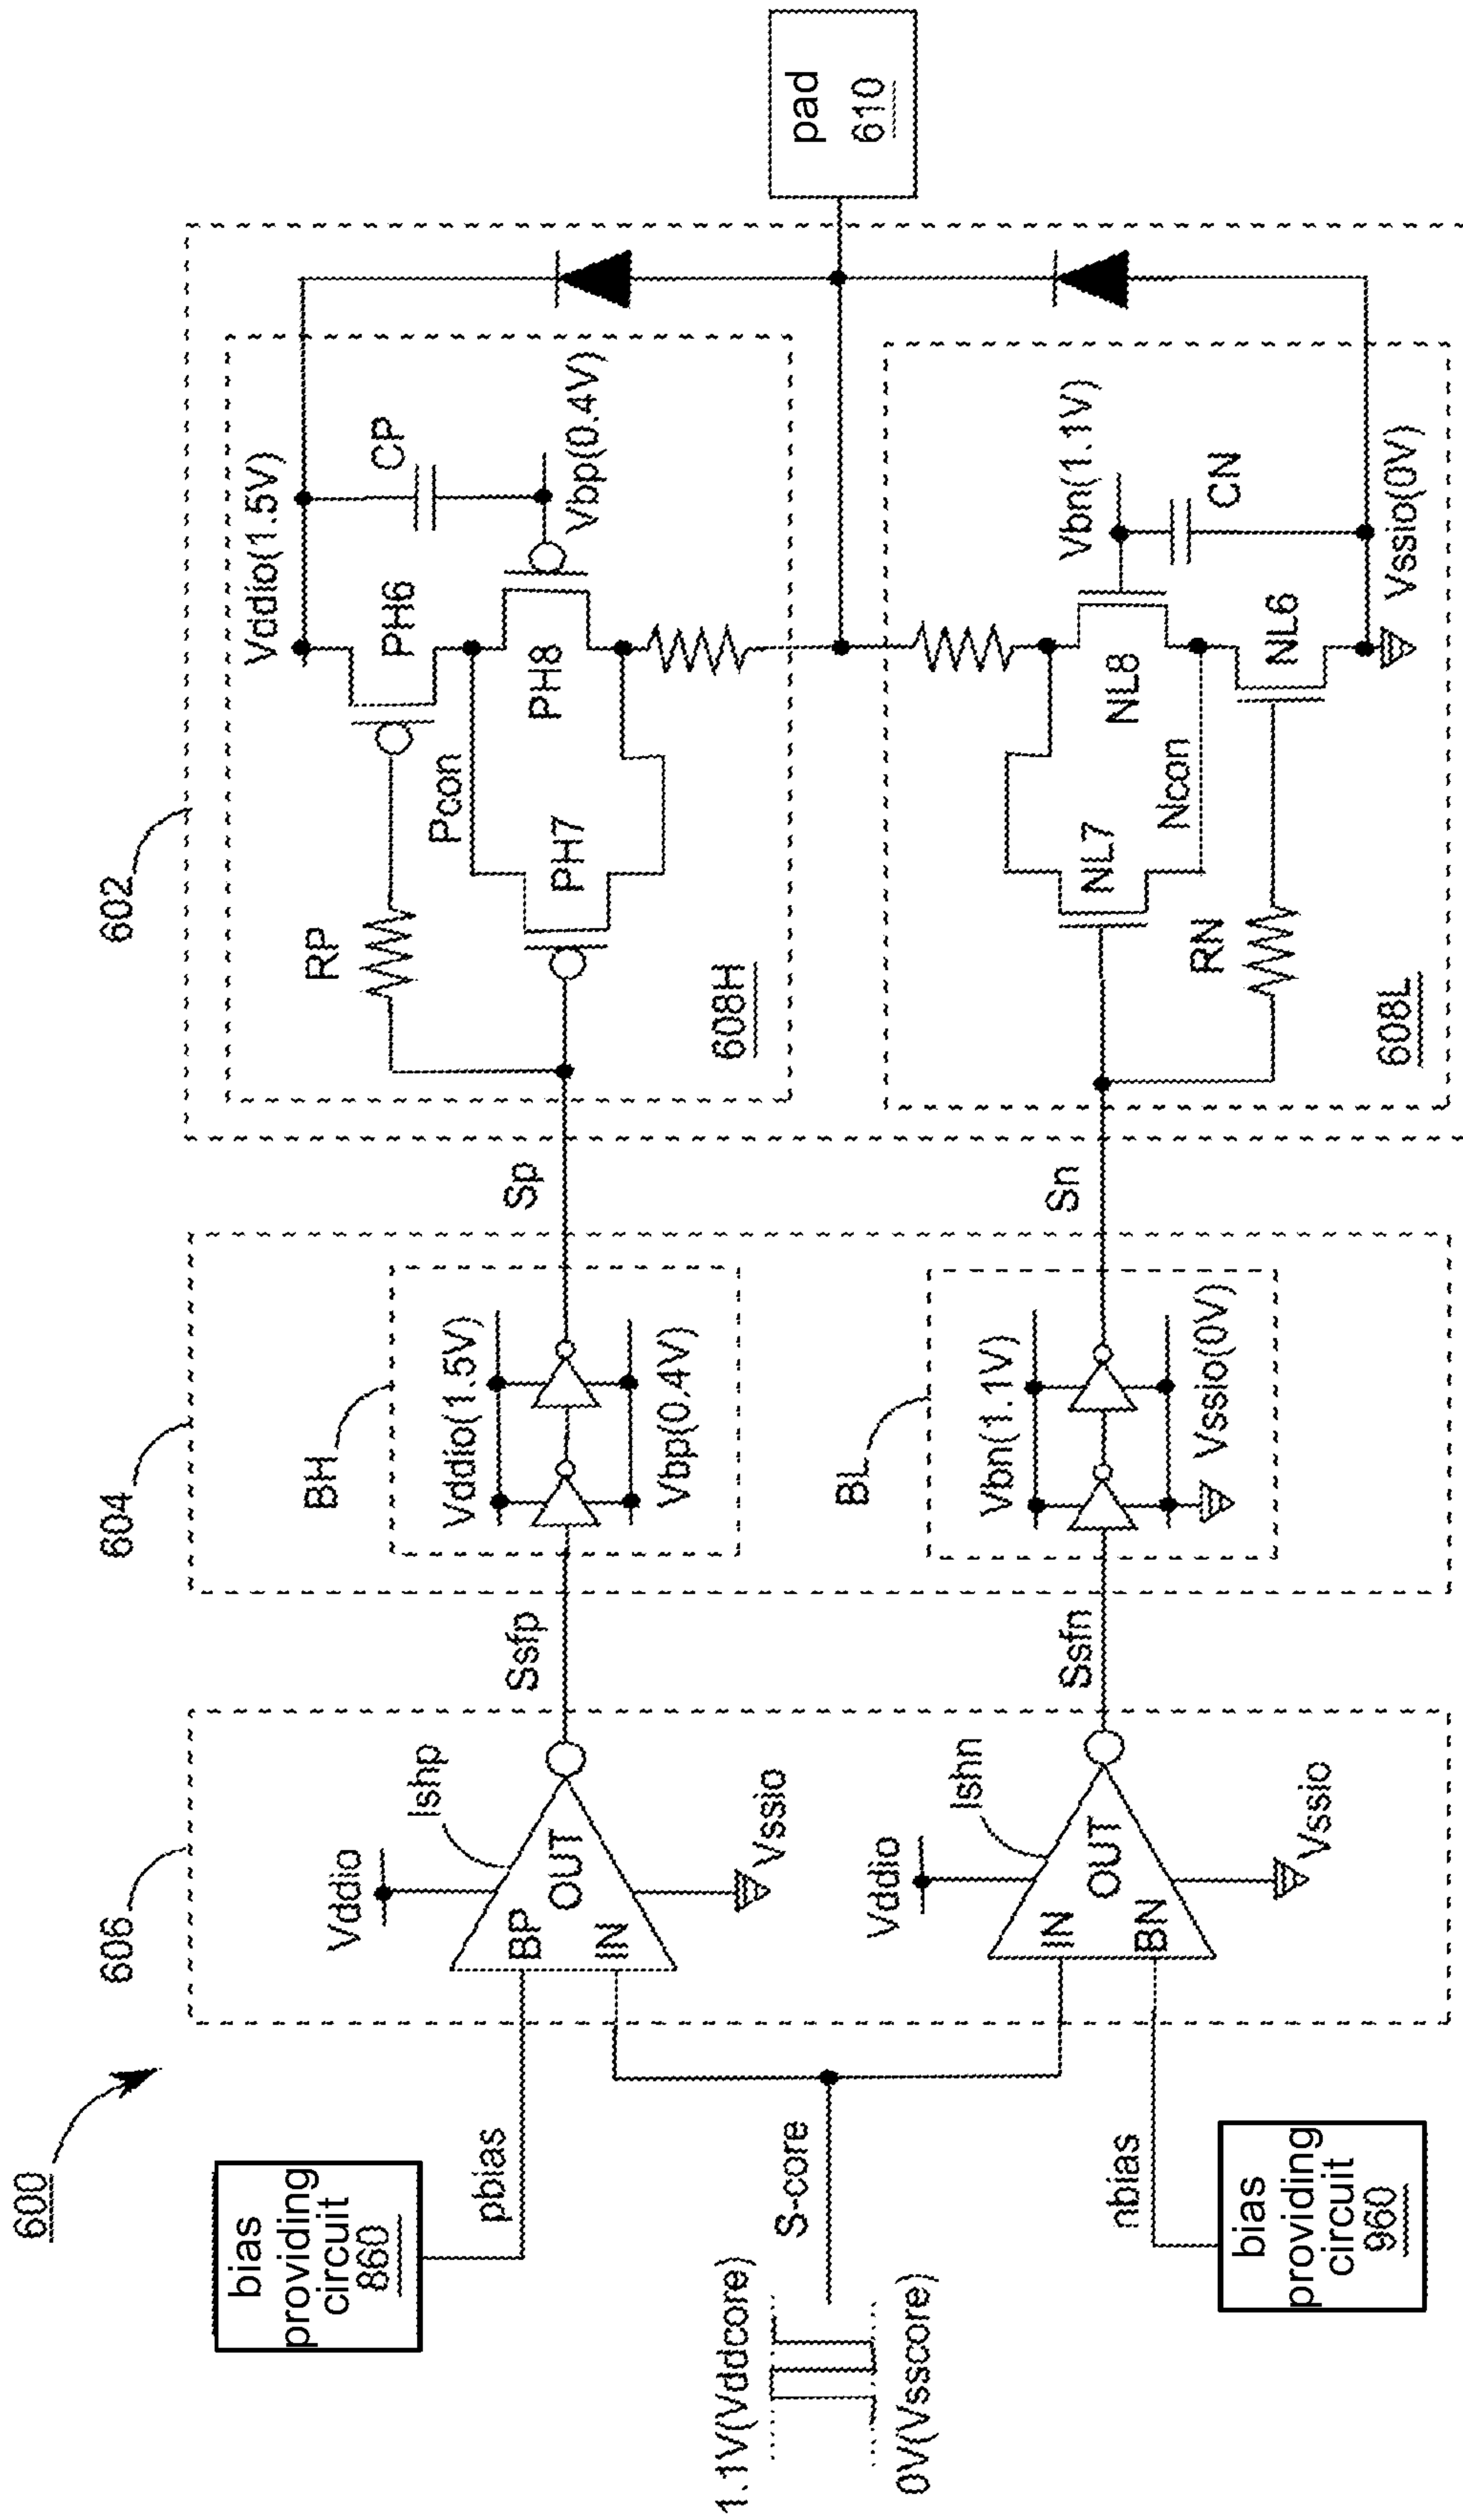 600
606
604
602
bias
providing
circuit
860
pbias
Vddio
lshp
BP
OUT
IN
Vssio
Ssfp
BH
Vddio(1.5V)
Vbp(0.4V)
Sp
RP
Vddio(1.5V)
PH6
CP
Pcon
PH7
PH8
Vbp(0.4V)
608H
pad
610
1.1V(Vddcore)
S-core
0V(Vsscore)
bias
providing
circuit
960
nbias
Vddio
lshn
IN
OUT
BN
Vssio
Ssfn
BL
Vbn(1.1V)
Vssio(0V)
Sn
NL7
NL8
Vbn(1.1V)
Ncon
RN
NL6
CN
Vssio(0V)
608L